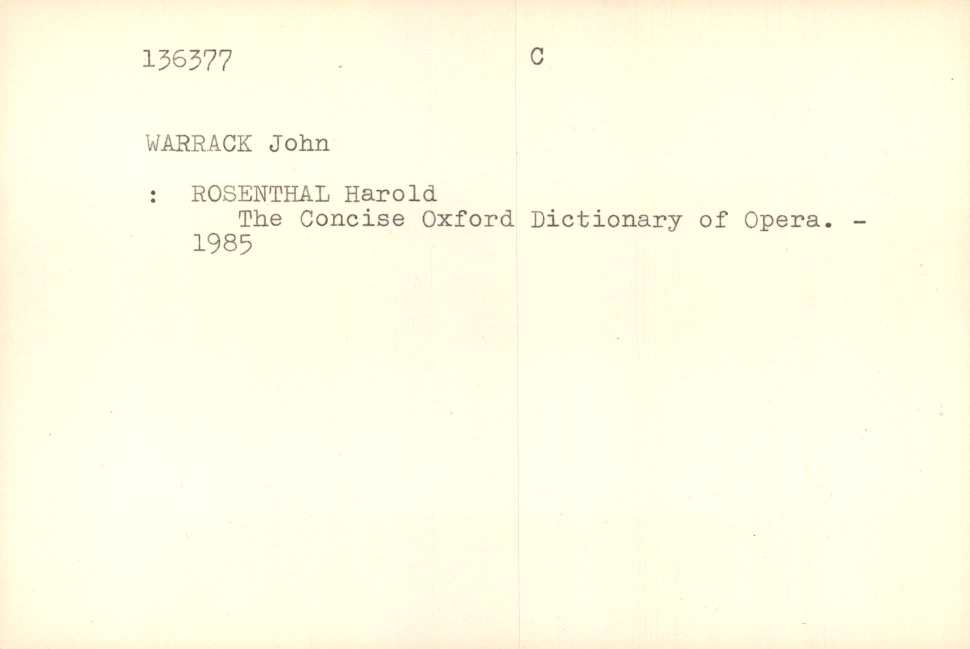 136377 C
WARRACK John
: ROSENTHAL Harold
The Concise Oxford Dictionary of Opera. -
1985